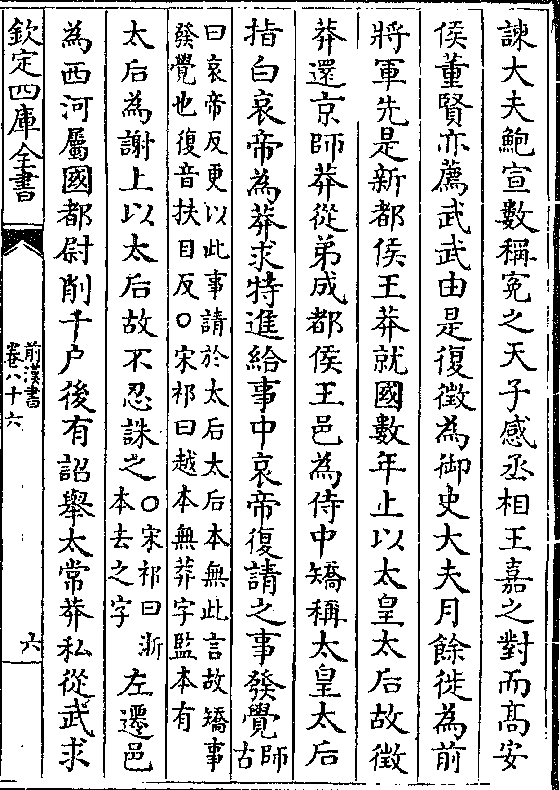 諫大夫鮑宣數稱冤之天子感丞相王嘉之對而髙安
侯董賢亦薦武武由是復徵為御史大夫月餘徙為前
將軍先是新都侯王莽就國數年上以太皇太后故徵
莽還京師莽從弟成都侯王邑為侍中矯稱太皇太后
指白哀帝為莽求特進給事中哀帝復請之事發覺師古
曰哀帝反更以此事請於太后太后本無此言故矯事
發覺也復音扶目反○宋祁曰越本無莽字監本有
太后為謝上以太后故不忍誅之○宋祁曰浙本去之字左遷邑
為西河屬國都尉削千户後有詔舉太常莽私從武求
欽定四庫全書
前漢書
卷八十六
六